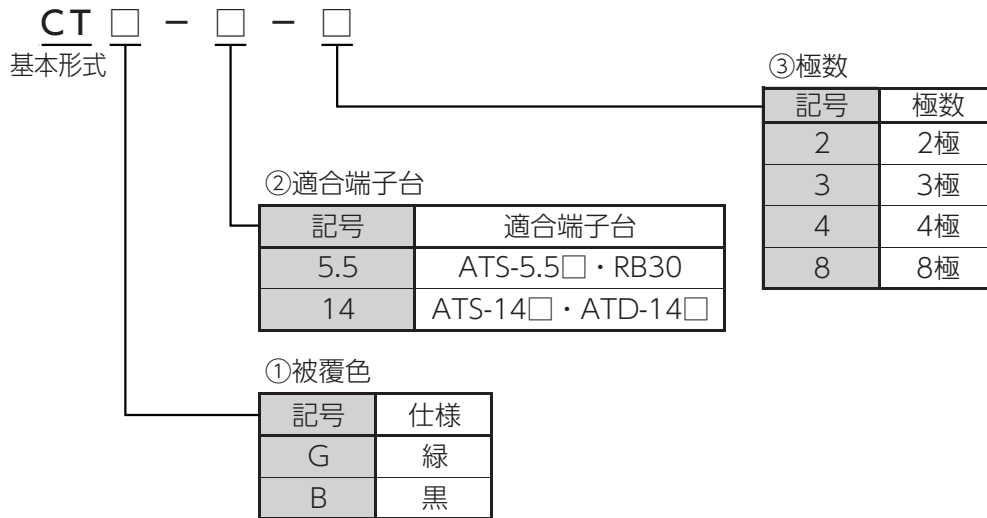 CT □ － □ － □
基本形式
③極数
記号 極数
2 2極
3 3極
4 4極
8 8極
②適合端子台
記号 適合端子台
5.5 ATS-5.5□・RB30
14 ATS-14□・ATD-14□
①被覆色
記号 仕様
G 緑
B 黒